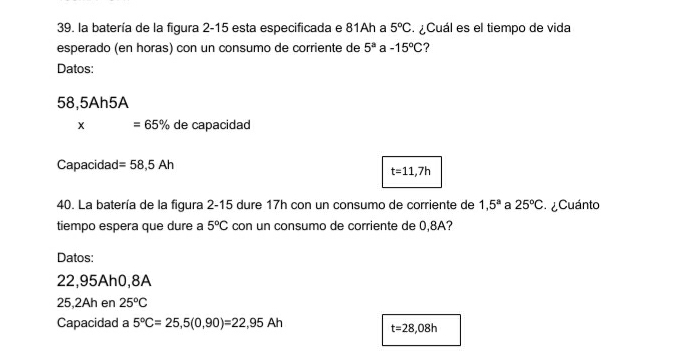 39. la batería de la figura 2-15 esta especificada e 81Ah a 5ºC. ¿Cuál es el tiempo de vida
esperado (en horas) con un consumo de corriente de 5ª a -15ºC?
Datos:
58,5Ah5A
x = 65% de capacidad
Capacidad= 58,5 Ah
t=11,7h
40. La batería de la figura 2-15 dure 17h con un consumo de corriente de 1,5ª a 25ºC. ¿Cuánto
tiempo espera que dure a 5ºC con un consumo de corriente de 0,8A?
Datos:
22,95Ah0,8A
25,2Ah en 25ºC
Capacidad a 5ºC= 25,5(0,90)=22,95 Ah
t=28,08h